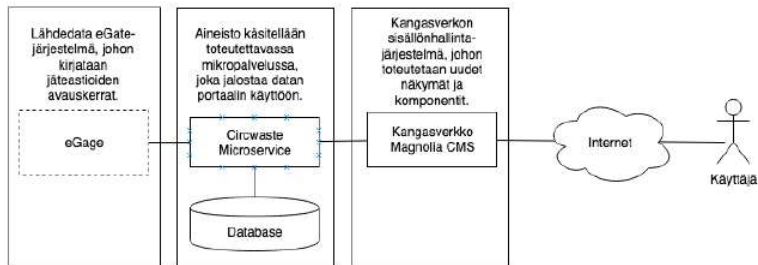 Lähdedata eGate-
järjestelmä, johon
kirjataan
jäteastioiden
avauskerrat.
eGage
Aineisto käsitellään
toteutettavassa
mikropalvelussa,
joka jalostaa datan
portaalin käyttöön.
Circwaste
Microservice
Database
Kangasverkon
sisällönhallinta-
järjestelmä, johon
toteutetaan uudet
näkymät ja
komponentit.
Kangasverkko
Magnolia CMS
Internet
Käyttäjä